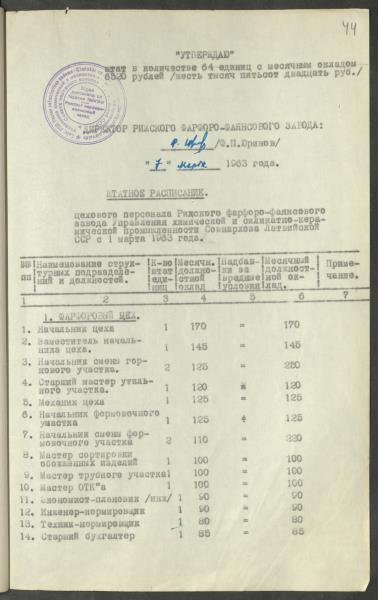 44
"УТВЕРЖДАЮ"
штат в количестве 64 единиц с месячным окладом
6520 рублей /шесть тысяч пятьсот двадцать руб./
ДИРЕКТОР РИЖСКОГО ФАРФОРО-ФАЯНСОВОГО ЗАВОДА:
/Ф.П.Юринов/
"7" марта 1963 года.
ШТАТНОЕ РАСПИСАНИЕ.
цехового персонала Рижского фарфоро-фаянсового
завода Управления химической и силикатно-кера-
мической промышленности Совнархоза Латвийской
ССР с 1 марта 1963 года.
№№ пп Наименование струк- турных подразделе- ний и должностей. К-во штат. един- ниц Месячн. должно- стной оклад Надбав- ки за вредные условия Месячный должност- ной ок- лад. Приме- чание.
1 2 3 4 5 6 7
1. ФАРФОРОВЫЙ ЦЕХ.
1. Начальник цеха 1 170 = 170
2. Заместитель началь-
ника цеха. 1 145 = 145
3. Начальник смены гор-
нового участка. 2 125 = 250
4. Старший мастер утиль-
ного участка. 1 120 = 120
5. Механик цеха 1 125 = 125
6. Начальник формовочного
участка 1 125 = 125
7. Начальник смены фор-
мовочного участка 2 110 = 220
8. Мастер сортировки
обожженных изделий 1 100 = 100
9. Мастер трубного участка 1 100 = 100
10. Мастер ОТК"а 1 100 = 100
11. Экономист-плановик /инж/ 1 90 = 90
12. Инженер-нормировщик 1 90 = 90
13. Техник-нормировщик 1 80 = 80
14. Старший бухгалтер 1 85 = 85